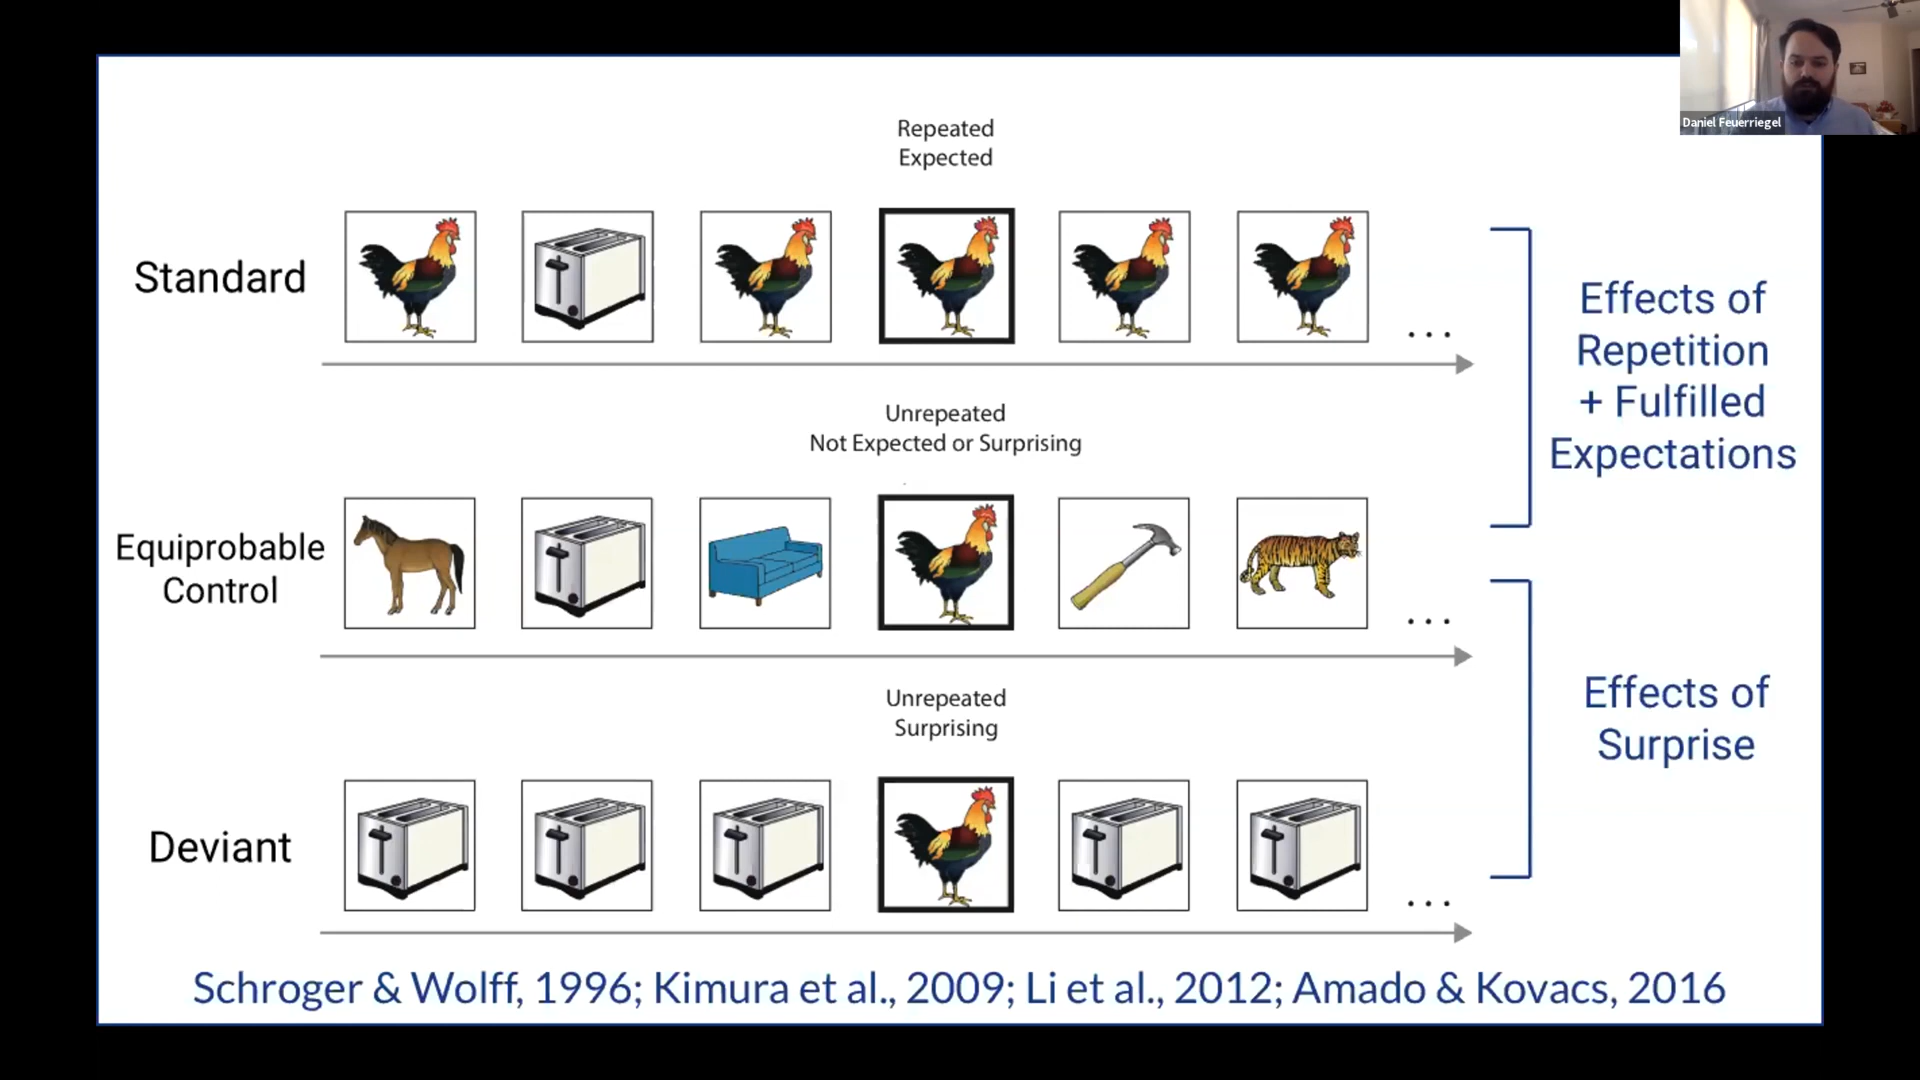 Daniel Feuerriegel
Repeated
Expected
Standard
...
Effects of
Repetition
+ Fulfilled
Expectations
Unrepeated
Not Expected or Surprising
Equiprobable
Control
...
Unrepeated
Surprising
Effects of
Surprise
Deviant
...
Schroger & Wolff, 1996; Kimura et al., 2009; Li et al., 2012; Amado & Kovacs, 2016